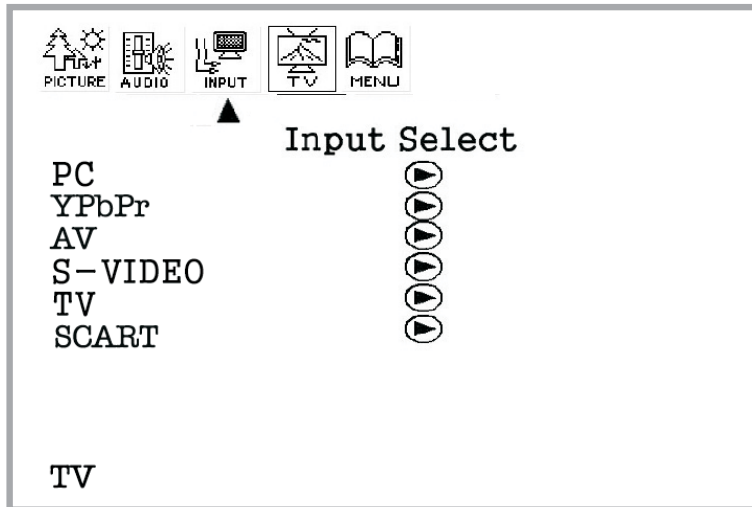 PICTURE AUDIO INPUT TV MENU
Input Select
PC
YPbPr
AV
S-VIDEO
TV
SCART
TV